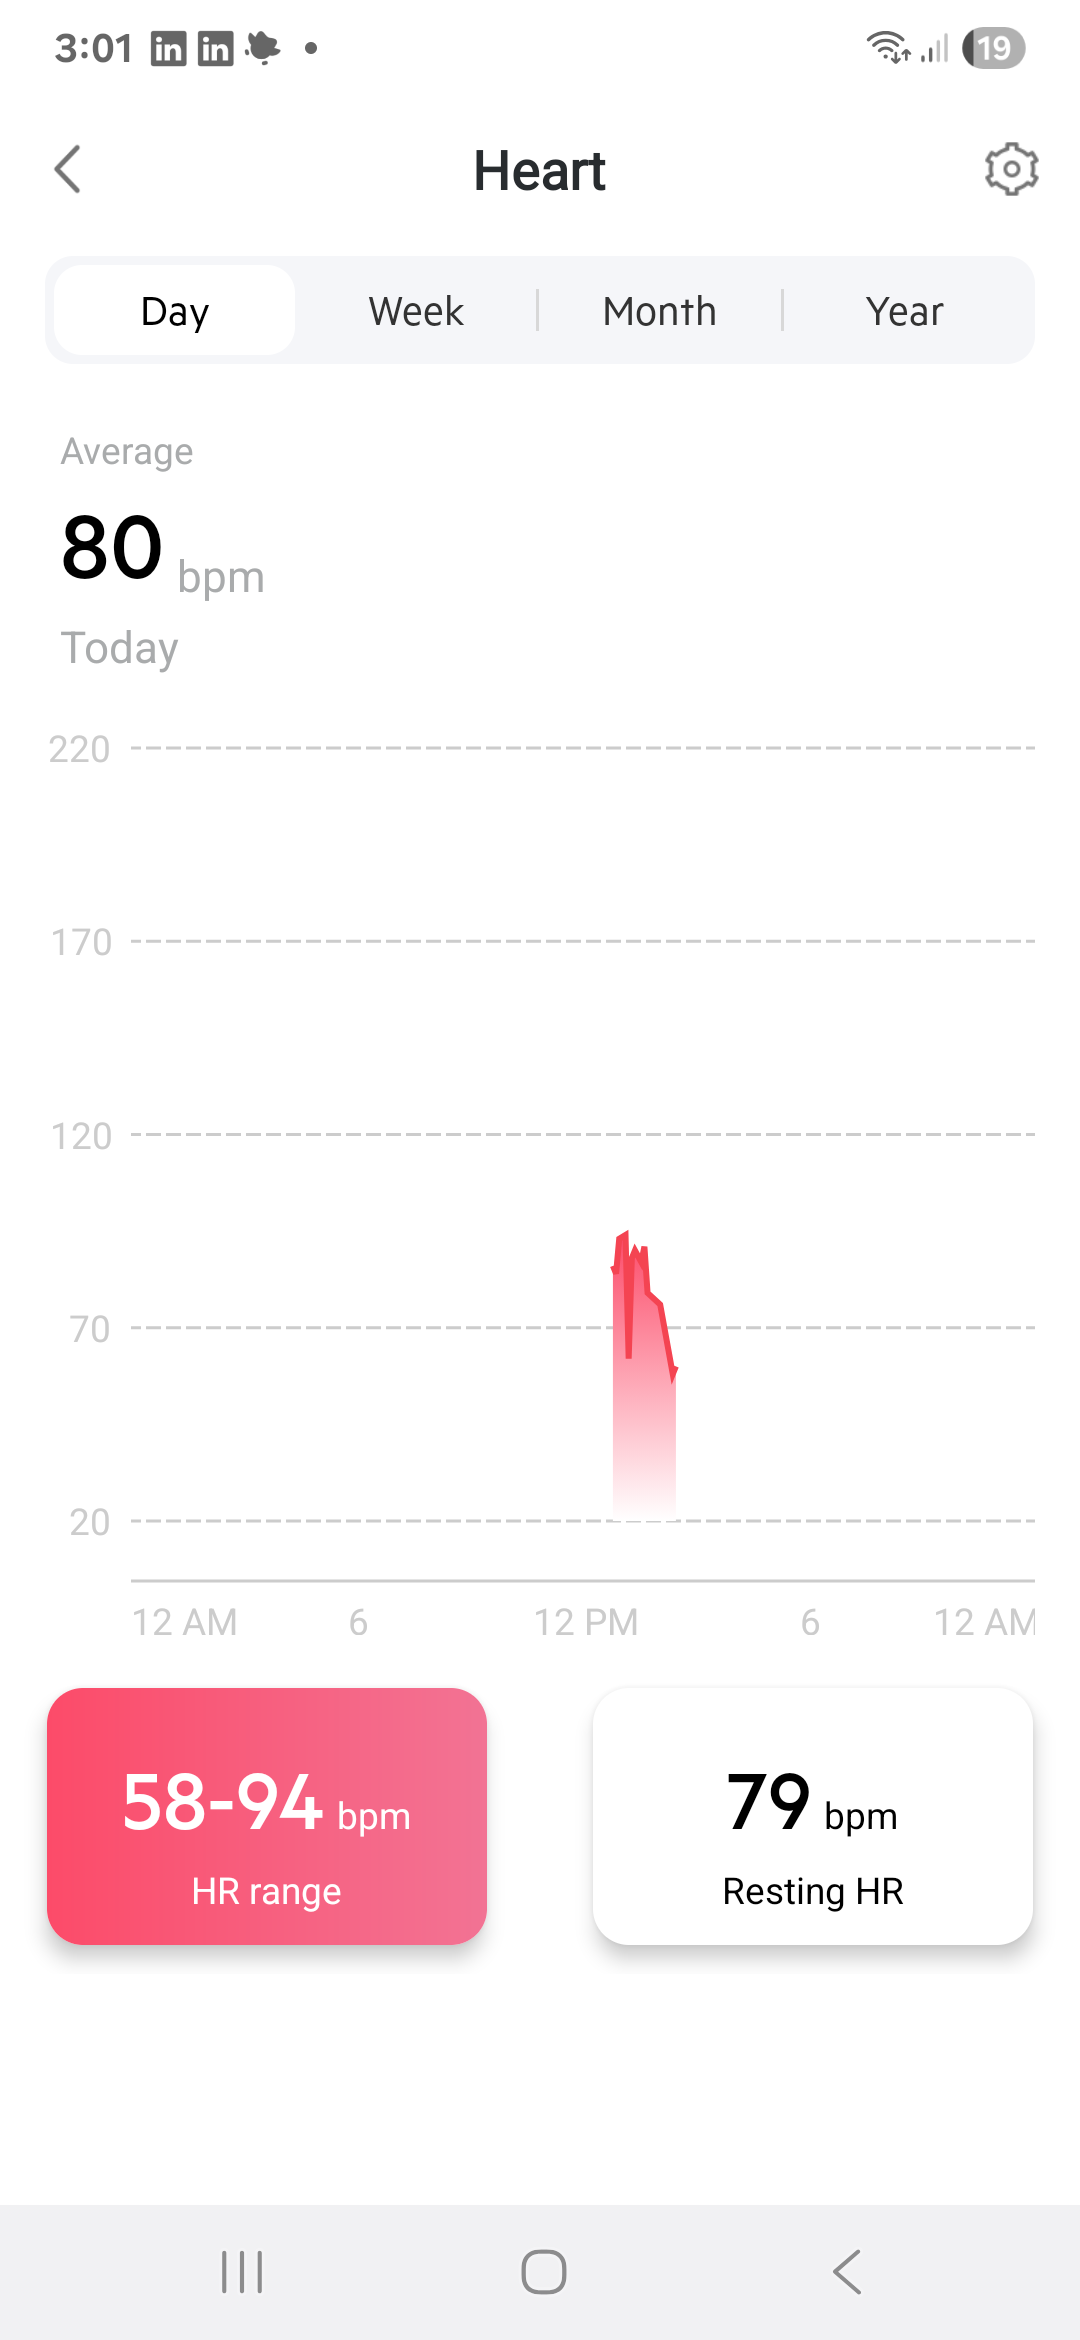 3:01 in in 19
Heart
Day Week Month Year
Average
80 bpm
Today
220
170
120
70
20
12 AM 6 12 PM 6 12 AM
58-94 bpm
HR range
79 bpm
Resting HR